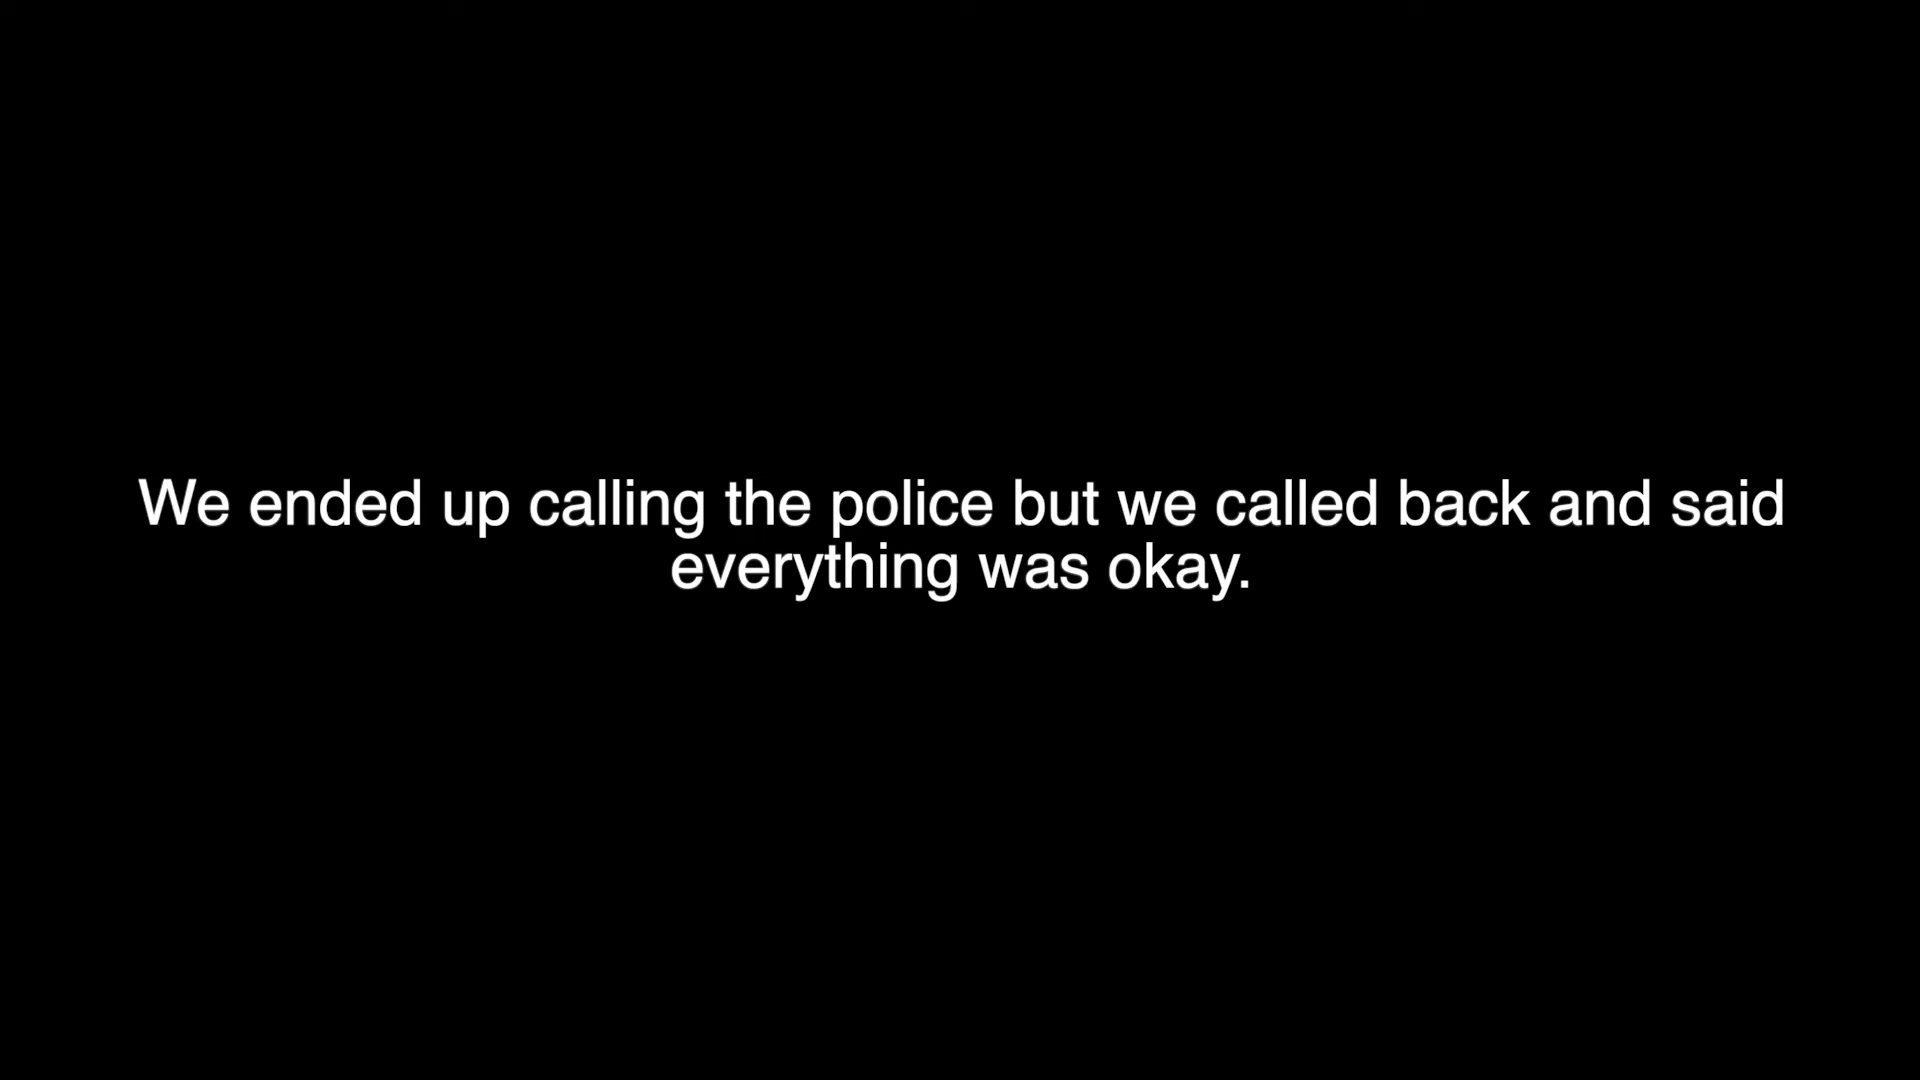 We ended up calling the police but we called back and said
everything was okay.